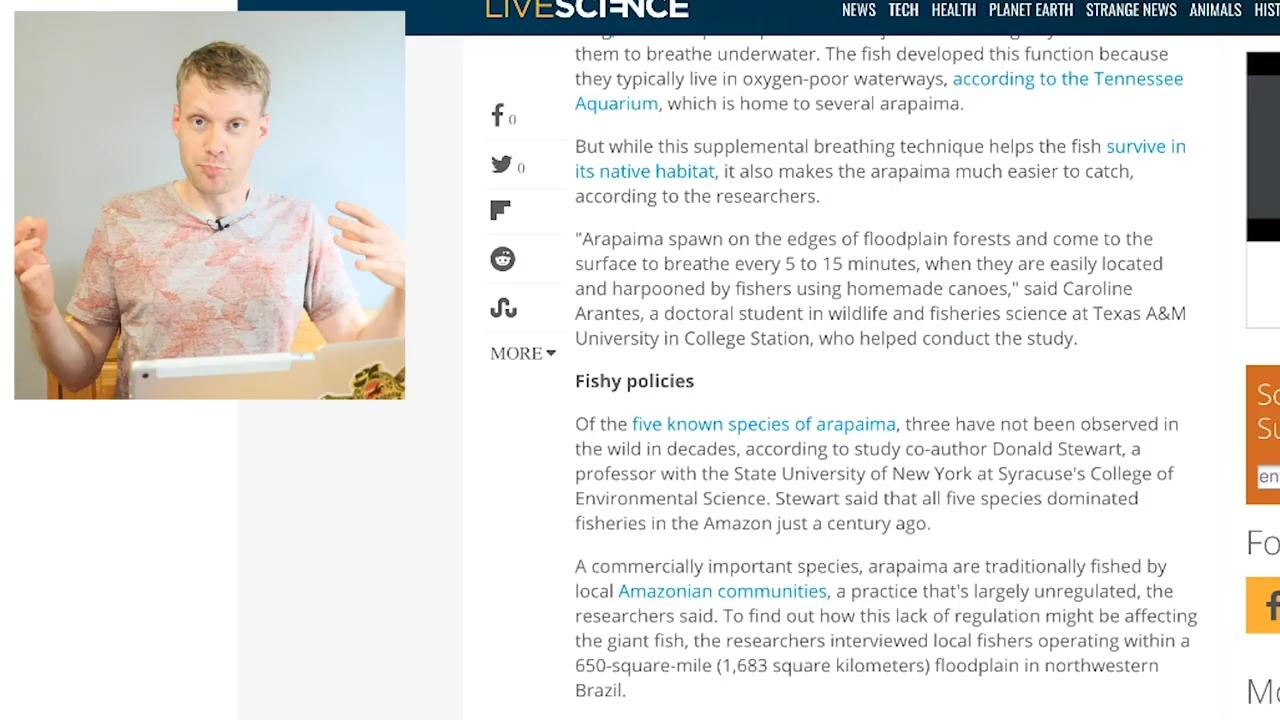 LIVESCIENCE
NEWS TECH HEALTH PLANET EARTH STRANGE NEWS ANIMALS
them to breathe underwater. The fish developed this function because
they typically live in oxygen-poor waterways, according to the Tennessee
Aquarium, which is home to several arapaima.
0
0
MORE
But while this supplemental breathing technique helps the fish survive in
its native habitat, it also makes the arapaima much easier to catch,
according to the researchers.
"Arapaima spawn on the edges of floodplain forests and come to the
surface to breathe every 5 to 15 minutes, when they are easily located
and harpooned by fishers using homemade canoes," said Caroline
Arantes, a doctoral student in wildlife and fisheries science at Texas A&M
University in College Station, who helped conduct the study.
Fishy policies
Of the five known species of arapaima, three have not been observed in
the wild in decades, according to study co-author Donald Stewart, a
professor with the State University of New York at Syracuse's College of
Environmental Science. Stewart said that all five species dominated
fisheries in the Amazon just a century ago.
A commercially important species, arapaima are traditionally fished by
local Amazonian communities, a practice that's largely unregulated, the
researchers said. To find out how this lack of regulation might be affecting
the giant fish, the researchers interviewed local fishers operating within a
650-square-mile (1,683 square kilometers) floodplain in northwestern
Brazil.